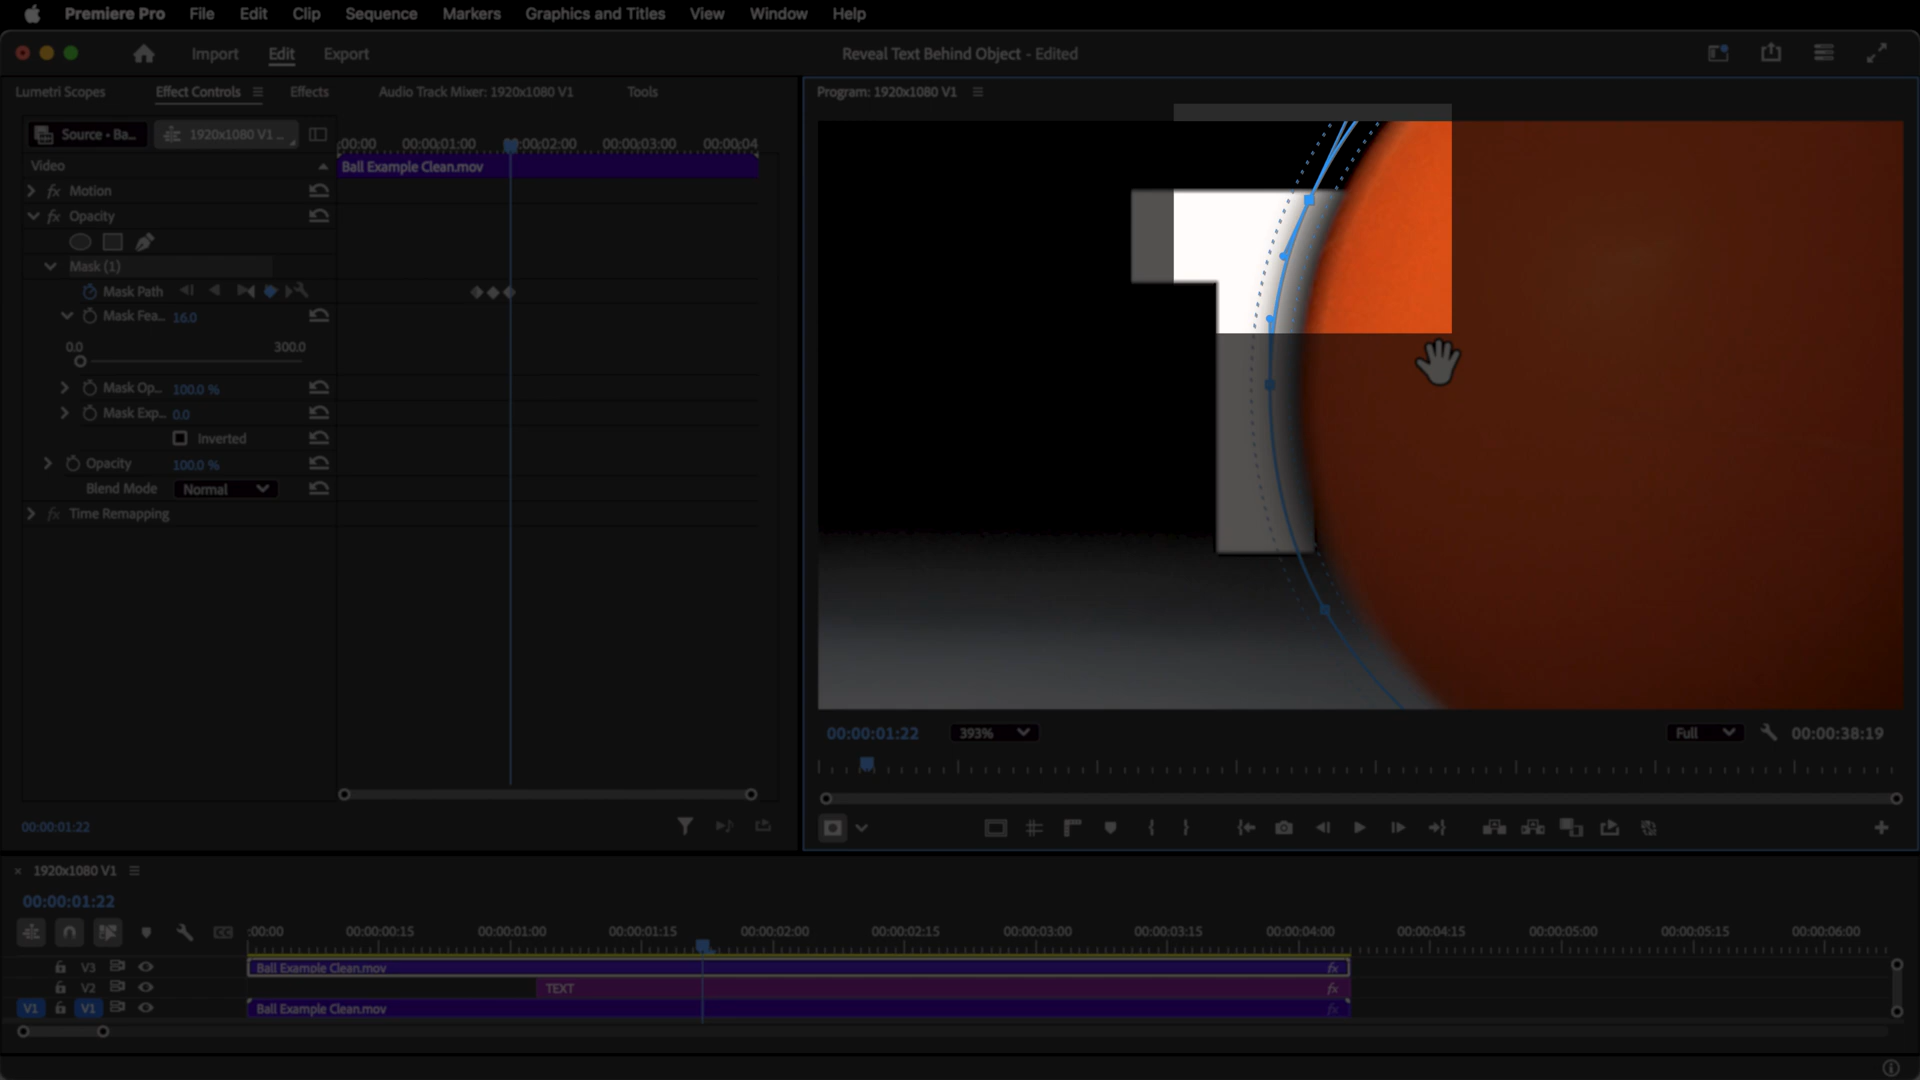 Premiere Pro File Edit Clip Sequence Markers Graphics and Titles View Window Help
Import Edit Export
Reveal Text Behind Object - Edited
Lumetri Scopes Effect Controls Effects Audio Track Mixer: 1920x1080 V1 Tools
Program: 1920x1080 V1
Source - Ba... 1920x1080 V1 ...
:00:00 00:00:01:00 00:00:02:00 00:00:03:00 00:00:04
Video
Ball Example Clean.mov
fx Motion
fx Opacity
Mask (1)
Mask Path
Mask Fea... 16.0
0.0 300.0
Mask Op... 100.0 %
Mask Exp... 0.0
Inverted
Opacity 100.0 %
Blend Mode Normal
fx Time Remapping
T
00:00:01:22 393% Full 00:00:38:19
00:00:01:22
1920x1080 V1
00:00:01:22
CC
:00:00 00:00:00:15 00:00:01:00 00:00:01:15 00:00:02:00 00:00:02:15 00:00:03:00 00:00:03:15 00:00:04:00 00:00:04:15 00:00:05:00 00:00:05:15 00:00:06:00
V3 Ball Example Clean.mov fx
V2 TEXT fx
V1 V1 Ball Example Clean.mov fx